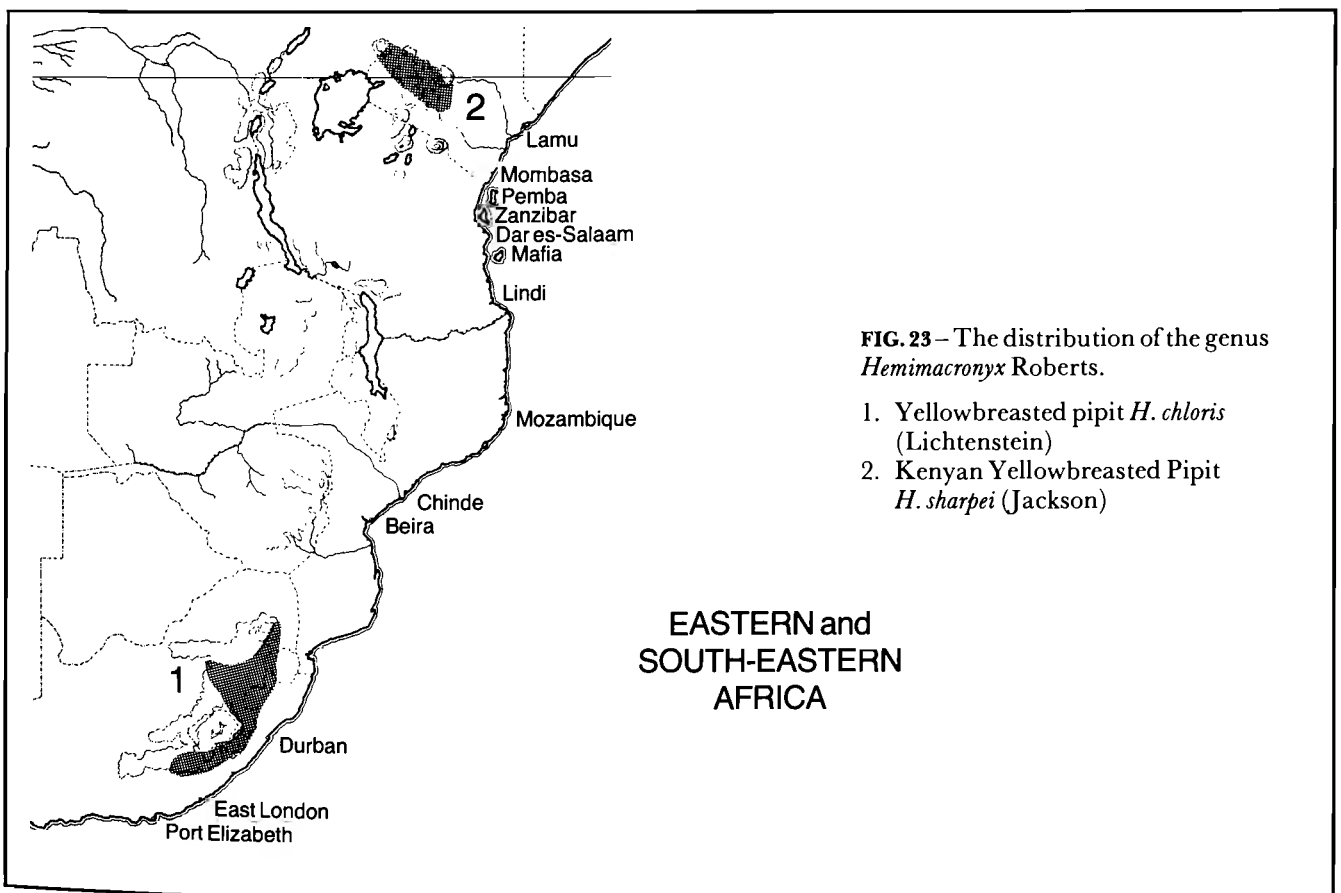 2
Lamu
Mombasa
Pemba
Zanzibar
Dar es-Salaam
Mafia
Lindi
Mozambique
Chinde
Beira
1
Durban
East London
Port Elizabeth
EASTERN and
SOUTH-EASTERN
AFRICA
FIG. 23 – The distribution of the genus
Hemimacronyx Roberts.
1. Yellowbreasted pipit H. chloris
(Lichtenstein)
2. Kenyan Yellowbreasted Pipit
H. sharpei (Jackson)